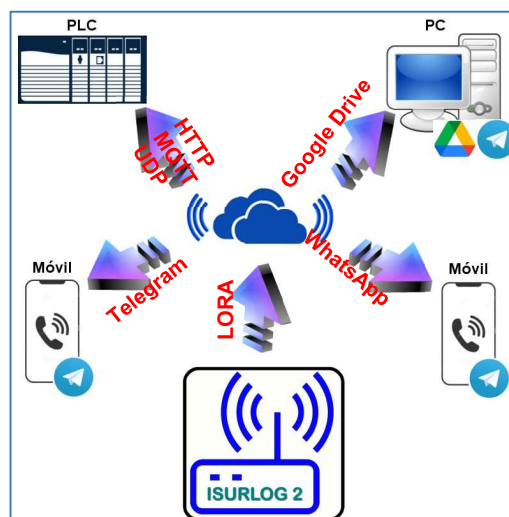 PLC
PC
HTTP
MQTT
UDP
Google Drive
Móvil
Telegram
LORA
WhatsApp
Móvil
ISURLOG 2